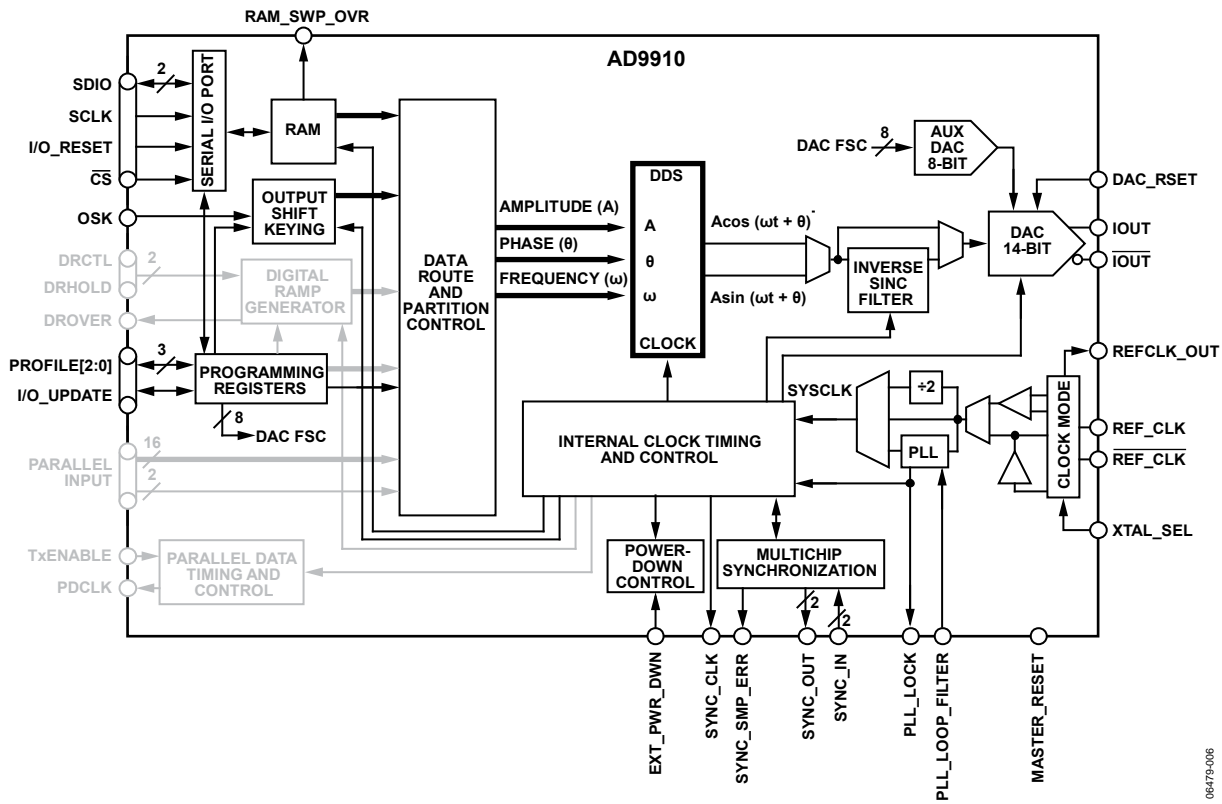 RAM_SWP_OVR
AD9910
SDIO
2
SCLK
I/O_RESET
CS
SERIAL I/O PORT
RAM
OSK
OUTPUT
SHIFT
KEYING
DRCTL
2
DRHOLD
DROVER
DIGITAL
RAMP
GENERATOR
PROFILE[2:0]
3
I/O_UPDATE
PROGRAMMING
REGISTERS
8
DAC FSC
PARALLEL
INPUT
16
2
TxENABLE
PDCLK
PARALLEL DATA
TIMING AND
CONTROL
DATA
ROUTE
AND
PARTITION
CONTROL
AMPLITUDE (A)
PHASE (θ)
FREQUENCY (ω)
DDS
A
θ
ω
CLOCK
Acos (ωt + θ)
Asin (ωt + θ)
INVERSE
SINC
FILTER
DAC FSC
8
AUX
DAC
8-BIT
DAC
14-BIT
DAC_RSET
IOUT
IOUT
REFCLK_OUT
REF_CLK
REF_CLK
XTAL_SEL
CLOCK MODE
SYSCLK
÷2
PLL
INTERNAL CLOCK TIMING
AND CONTROL
POWER-
DOWN
CONTROL
MULTICHIP
SYNCHRONIZATION
2
2
EXT_PWR_DWN
SYNC_CLK
SYNC_SMP_ERR
SYNC_OUT
SYNC_IN
PLL_LOCK
PLL_LOOP_FILTER
MASTER_RESET
06479-006